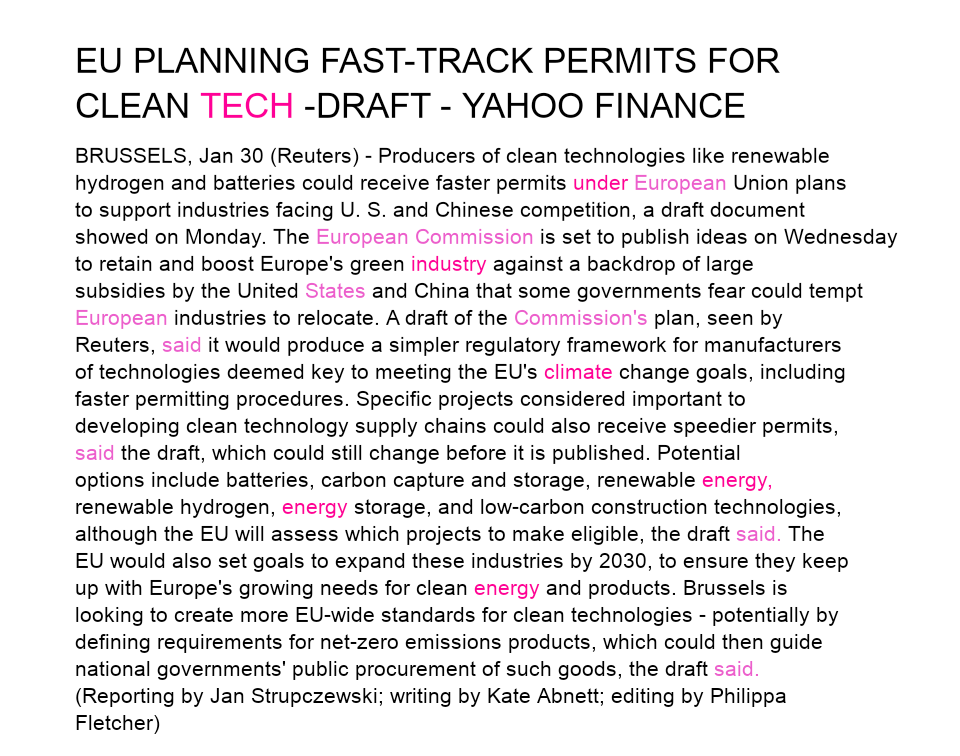 EU PLANNING FAST-TRACK PERMITS FOR
CLEAN TECH -DRAFT - YAHOO FINANCE
BRUSSELS, Jan 30 (Reuters) - Producers of clean technologies like renewable
hydrogen and batteries could receive faster permits under European Union plans
to support industries facing U. S. and Chinese competition, a draft document
showed on Monday. The European Commission is set to publish ideas on Wednesday
to retain and boost Europe's green industry against a backdrop of large
subsidies by the United States and China that some governments fear could tempt
European industries to relocate. A draft of the Commission's plan, seen by
Reuters, said it would produce a simpler regulatory framework for manufacturers
of technologies deemed key to meeting the EU's climate change goals, including
faster permitting procedures. Specific projects considered important to
developing clean technology supply chains could also receive speedier permits,
said the draft, which could still change before it is published. Potential
options include batteries, carbon capture and storage, renewable energy,
renewable hydrogen, energy storage, and low-carbon construction technologies,
although the EU will assess which projects to make eligible, the draft said. The
EU would also set goals to expand these industries by 2030, to ensure they keep
up with Europe's growing needs for clean energy and products. Brussels is
looking to create more EU-wide standards for clean technologies - potentially by
defining requirements for net-zero emissions products, which could then guide
national governments' public procurement of such goods, the draft said.
(Reporting by Jan Strupczewski; writing by Kate Abnett; editing by Philippa
Fletcher)